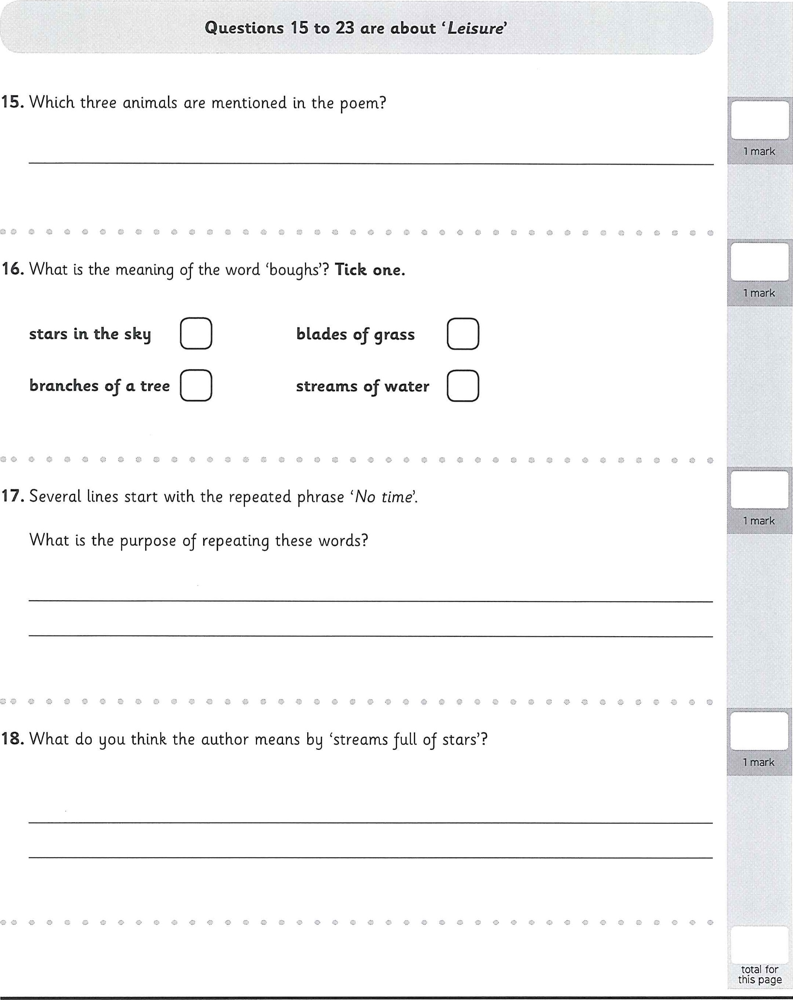 Questions 15 to 23 are about ‘Leisure’
15. Which three animals are mentioned in the poem?
1 mark
16. What is the meaning of the word ‘boughs’? Tick one.
1 mark
stars in the sky
blades of grass
branches of a tree
streams of water
17. Several lines start with the repeated phrase ‘No time’.
1 mark
What is the purpose of repeating these words?
18. What do you think the author means by ‘streams full of stars’?
1 mark
total for
this page